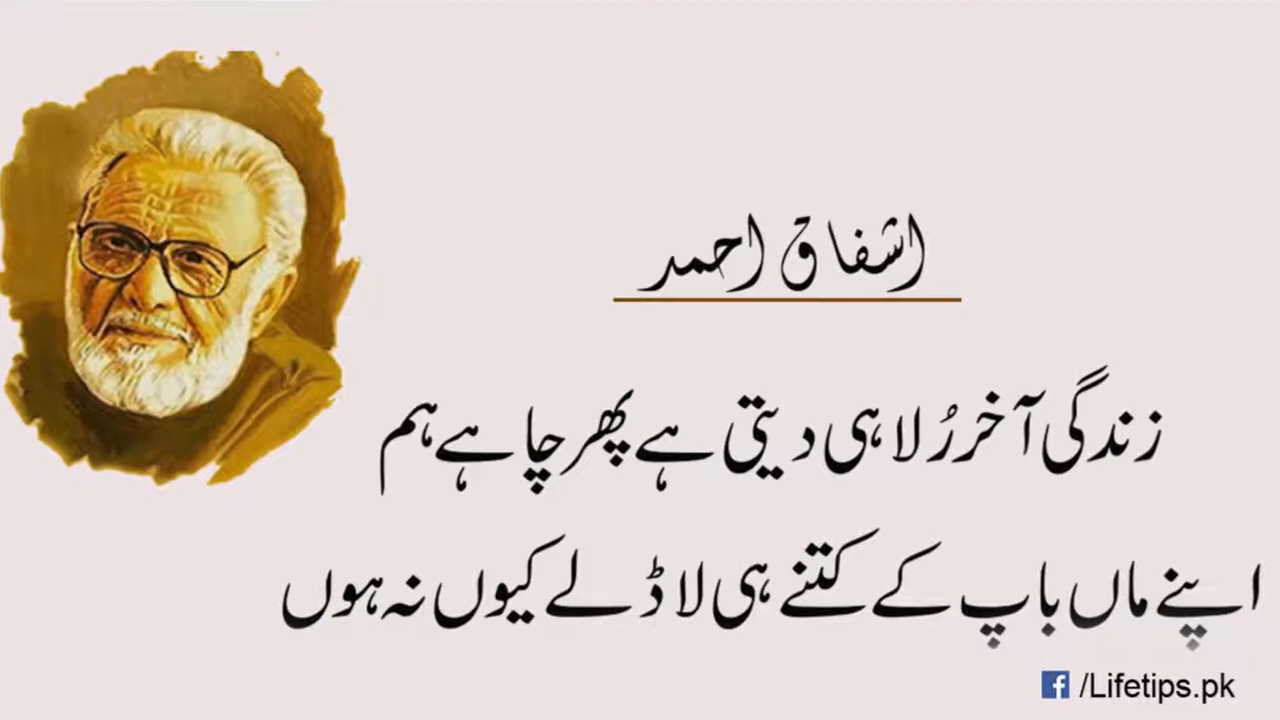 اشفاق احمد
زندگی آخر رُلا ہی دیتی ہے پھر چاہے ہم
اپنے ماں باپ کے کتنے ہی لاڈلے کیوں نہ ہوں
/Lifetips.pk